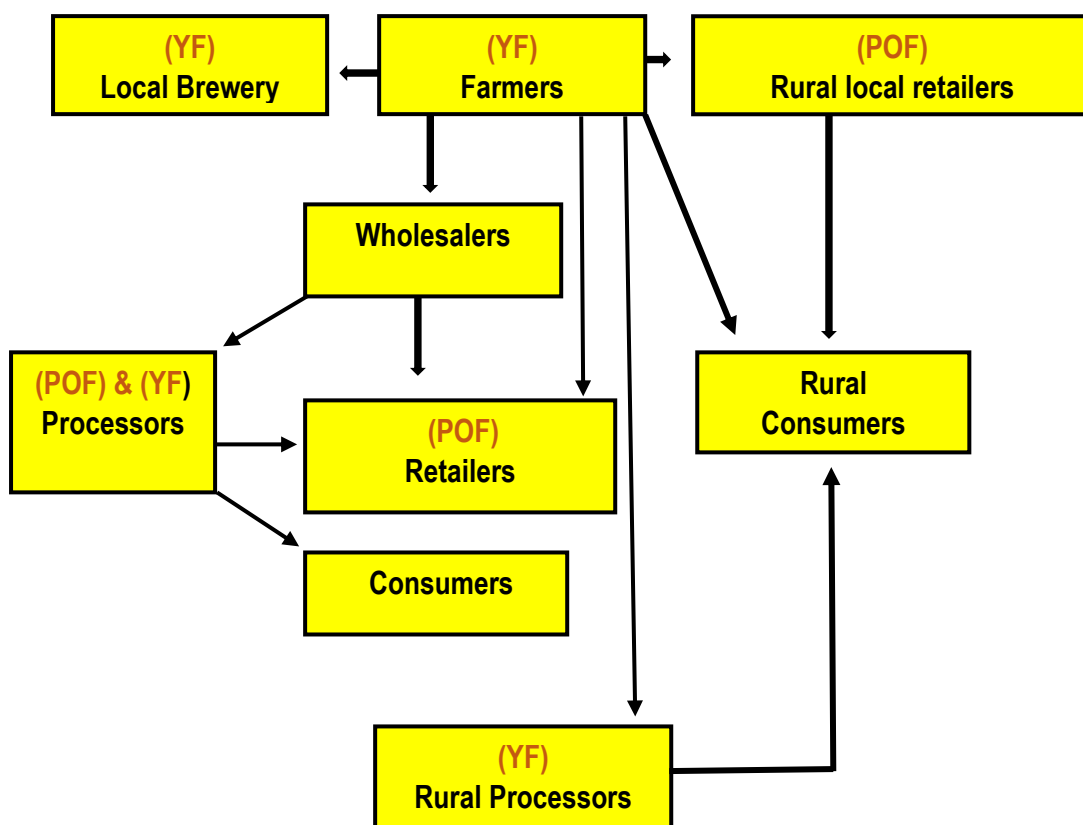 (YF)
Local Brewery
(YF)
Farmers
(POF)
Rural local retailers
Wholesalers
(POF) & (YF)
Processors
(POF)
Retailers
Rural
Consumers
Consumers
(YF)
Rural Processors